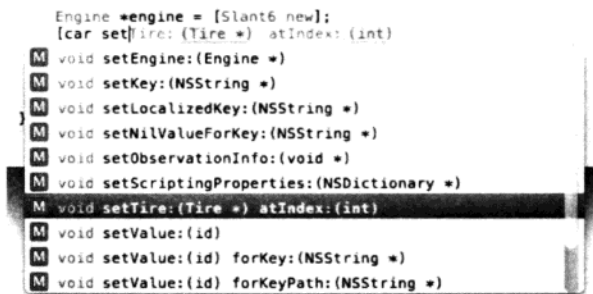 Engine *engine = [Slant6 new];
[car setTire:(Tire *) atIndex:(int)
M void setEngine:(Engine *)
M void setKey:(NSString *)
M void setLocalizedKey:(NSString *)
M void setNilValueForKey:(NSString *)
M void setObservationInfo:(void *)
}
M void setScriptingProperties:(NSDictionary *)
M void setTire:(Tire *) atIndex:(int)
M void setValue:(id)
M void setValue:(id) forKey:(NSString *)
M void setValue:(id) forKeyPath:(NSString *)